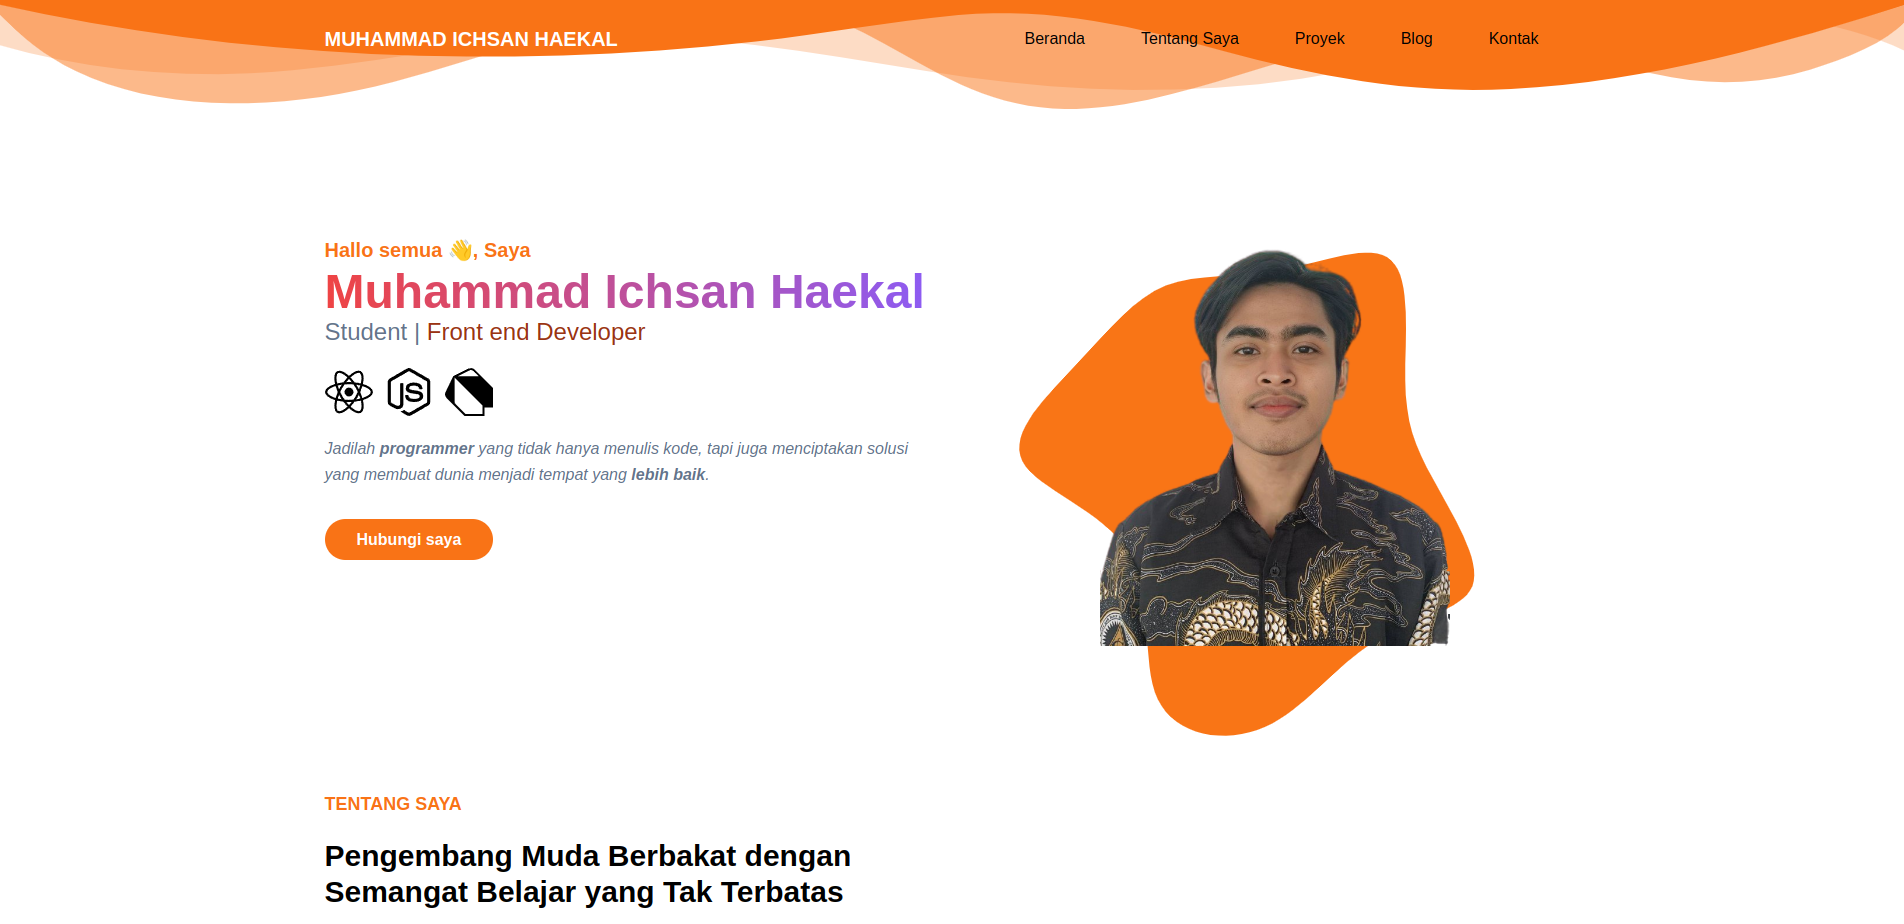 MUHAMMAD ICHSAN HAEKAL
Beranda Tentang Saya Proyek Blog Kontak
Hallo semua 👋, Saya
Muhammad Ichsan Haekal
Student | Front end Developer
JS
Jadilah programmer yang tidak hanya menulis kode, tapi juga menciptakan solusi
yang membuat dunia menjadi tempat yang lebih baik.
Hubungi saya
TENTANG SAYA
Pengembang Muda Berbakat dengan
Semangat Belajar yang Tak Terbatas